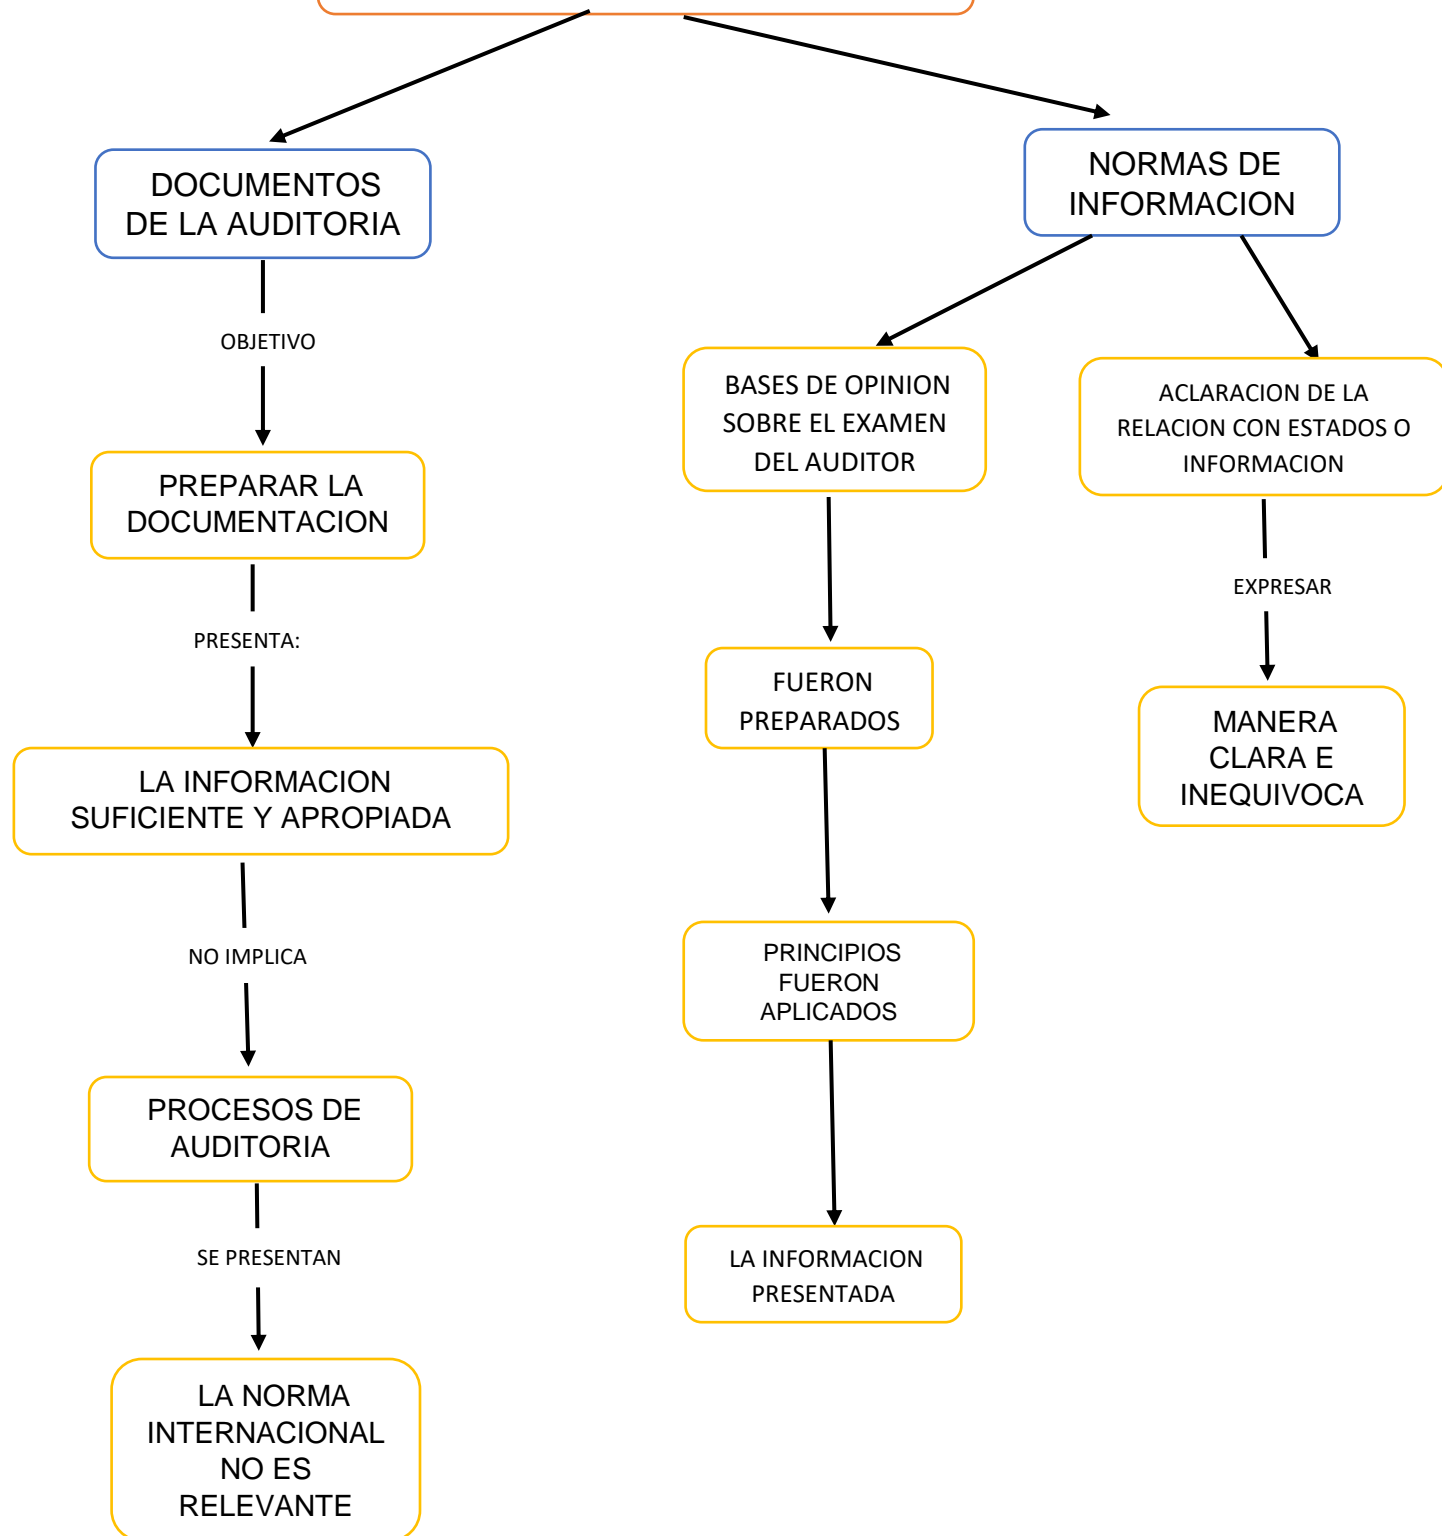 DOCUMENTOS
DE LA AUDITORIA
OBJETIVO
PREPARAR LA
DOCUMENTACION
PRESENTA:
LA INFORMACION
SUFICIENTE Y APROPIADA
NO IMPLICA
PROCESOS DE
AUDITORIA
SE PRESENTAN
LA NORMA
INTERNACIONAL
NO ES
RELEVANTE
NORMAS DE
INFORMACION
BASES DE OPINION
SOBRE EL EXAMEN
DEL AUDITOR
FUERON
PREPARADOS
PRINCIPIOS
FUERON
APLICADOS
LA INFORMACION
PRESENTADA
ACLARACION DE LA
RELACION CON ESTADOS O
INFORMACION
EXPRESAR
MANERA
CLARA E
INEQUIVOCA